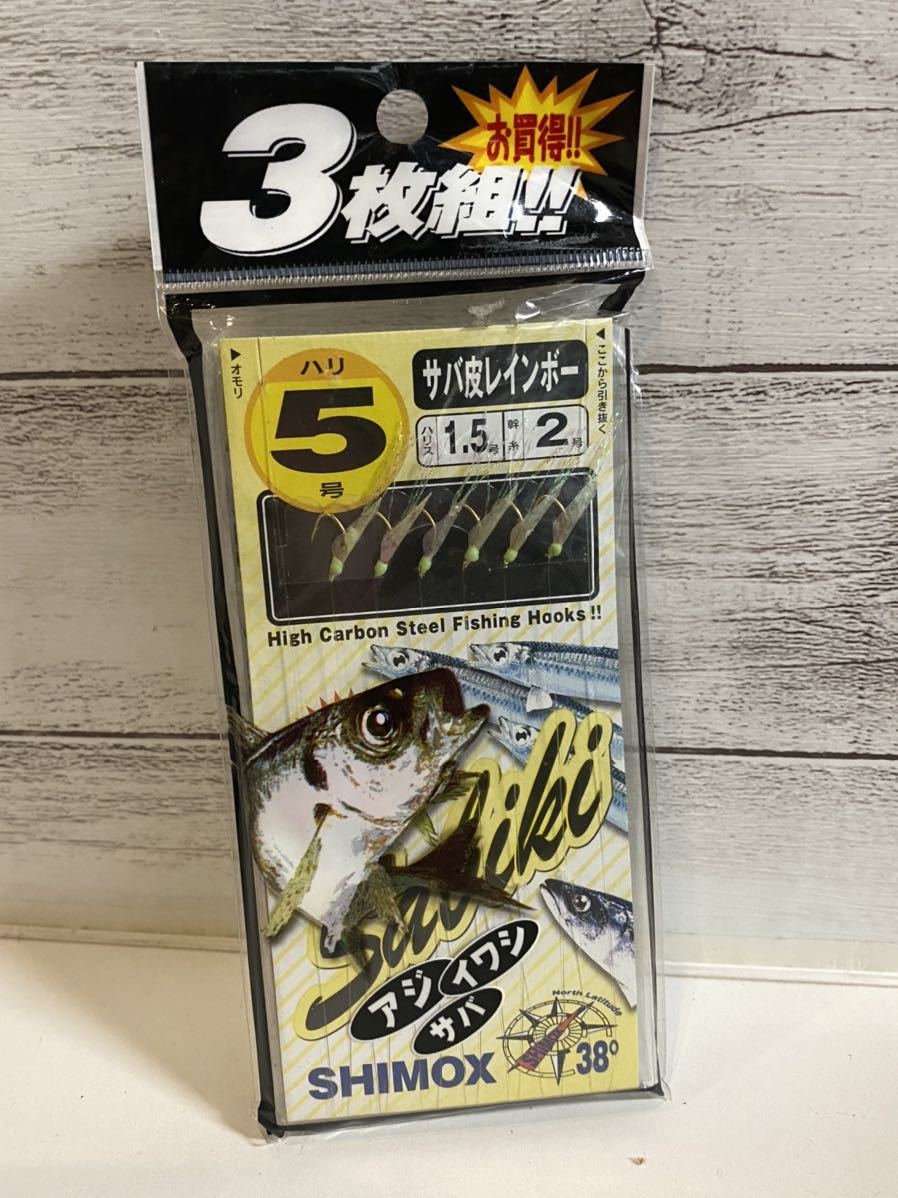 お買得!!
3枚組!!
オモリ
ハリ
5
号
サバ皮レインボー
ハリス 1.5号 幹糸 2号
ここから引き抜く
High Carbon Steel Fishing Hooks!!
Sabiki
アジ
イワシ
サバ
SHIMOX
North Latitude
SHIMOX
38°